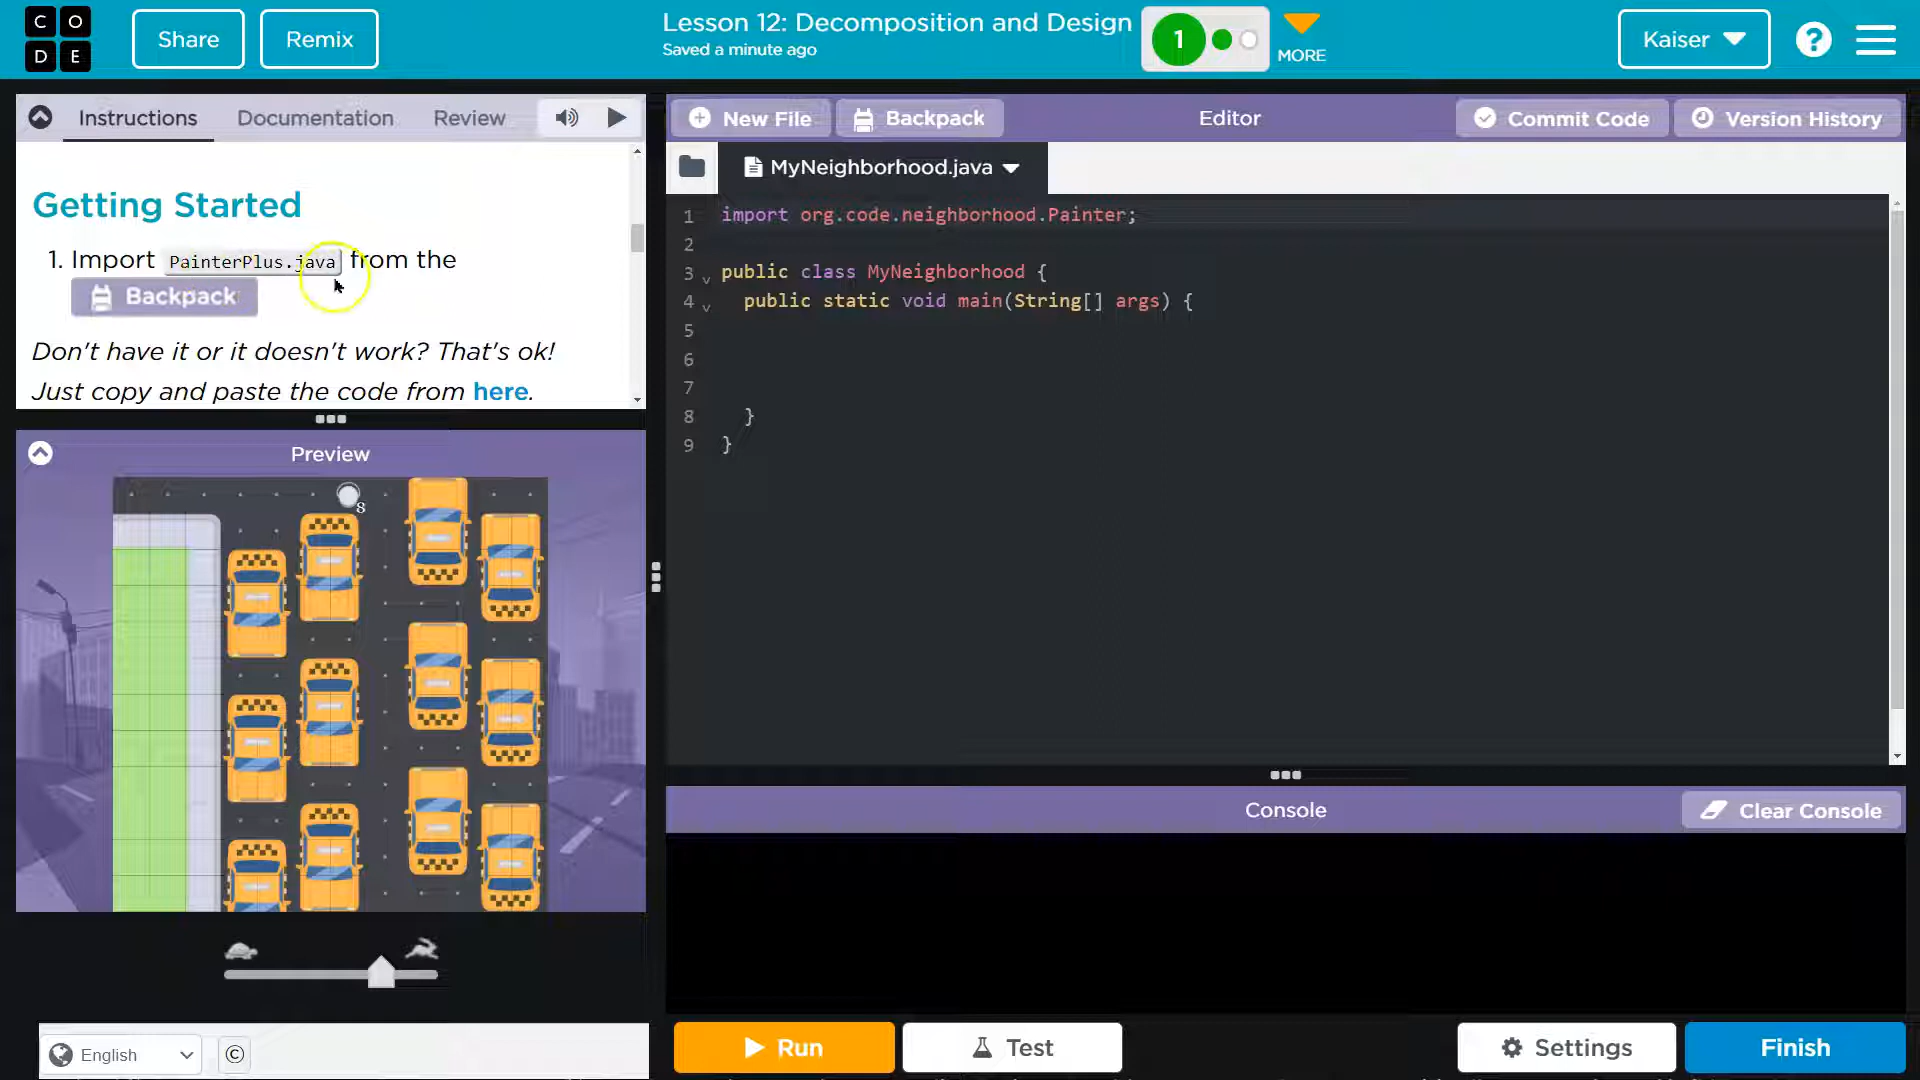 C O
D E
Share
Remix
Lesson 12: Decomposition and Design
Saved a minute ago
1
MORE
Kaiser
?
Instructions
Documentation
Review
New File
Backpack
Editor
Commit Code
Version History
MyNeighborhood.java
Getting Started
1. Import PainterPlus.java from the
Backpack
Don't have it or it doesn't work? That's ok!
Just copy and paste the code from here.
1 import org.code.neighborhood.Painter;
2
3 public class MyNeighborhood {
4 public static void main(String[] args) {
5
6
7
8 }
9 }
Preview
8
Console
Clear Console
English
©
Run
Test
Settings
Finish